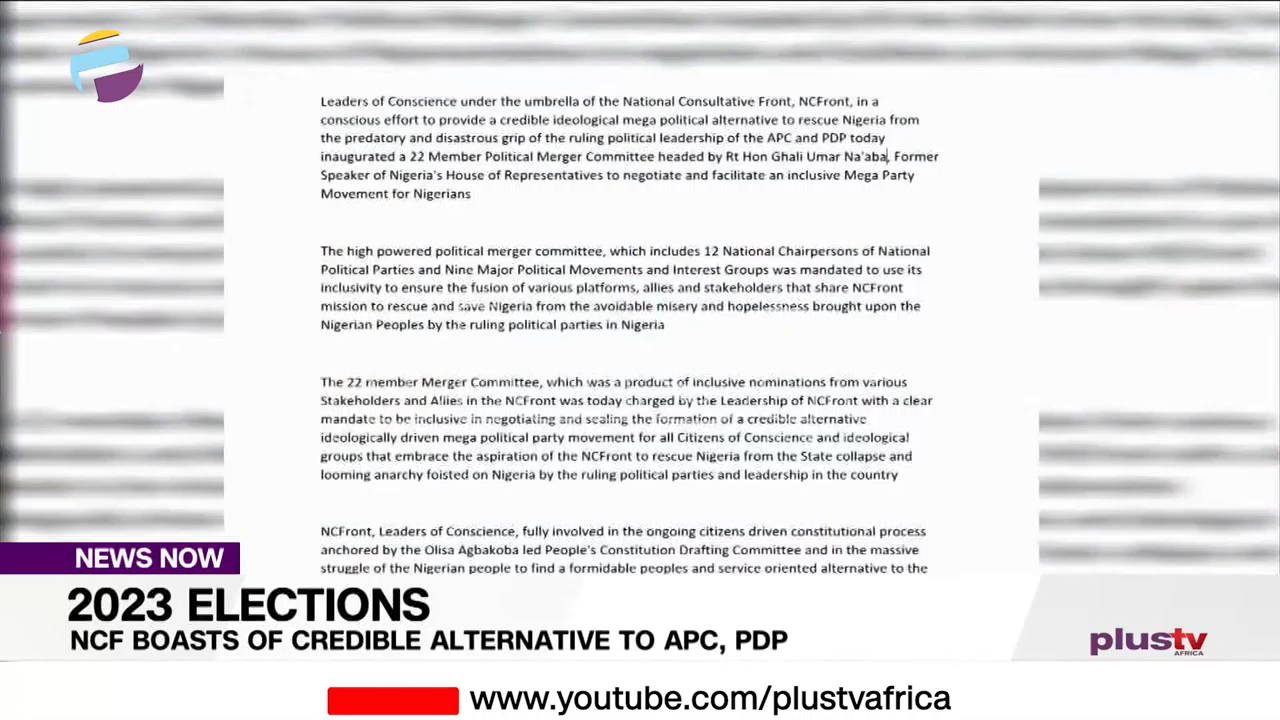 Leaders of Conscience under the umbrella of the National Consultative Front, NCFront, in a
conscious effort to provide a credible ideological mega political alternative to rescue Nigeria from
the predatory and disastrous grip of the ruling political leadership of the APC and PDP today
inaugurated a 22 Member Political Merger Committee headed by Rt Hon Ghali Umar Na'aba, Former
Speaker of Nigeria's House of Representatives to negotiate and facilitate an inclusive Mega Party
Movement for Nigerians
The high powered political merger committee, which includes 12 National Chairpersons of National
Political Parties and Nine Major Political Movements and Interest Groups was mandated to use its
inclusivity to ensure the fusion of various platforms, allies and stakeholders that share NCFront
mission to rescue and save Nigeria from the avoidable misery and hopelessness brought upon the
Nigerian Peoples by the ruling political parties in Nigeria
The 22 member Merger Committee, which was a product of inclusive nominations from various
Stakeholders and Allies in the NCFront was today charged by the Leadership of NCFront with a clear
mandate to be inclusive in negotiating and sealing the formation of a credible alternative
ideologically driven mega political party movement for all Citizens of Conscience and ideological
groups that embrace the aspiration of the NCFront to rescue Nigeria from the State collapse and
looming anarchy foisted on Nigeria by the ruling political parties and leadership in the country
NCFront, Leaders of Conscience, fully involved in the ongoing citizens driven constitutional process
anchored by the Olisa Agbakoba led People's Constitution Drafting Committee and in the massive
struggle of the Nigerian people to find a formidable peoples and service oriented alternative to the
NEWS NOW
2023 ELECTIONS
NCF BOASTS OF CREDIBLE ALTERNATIVE TO APC, PDP
plustv
AFRICA
www.youtube.com/plustvafrica